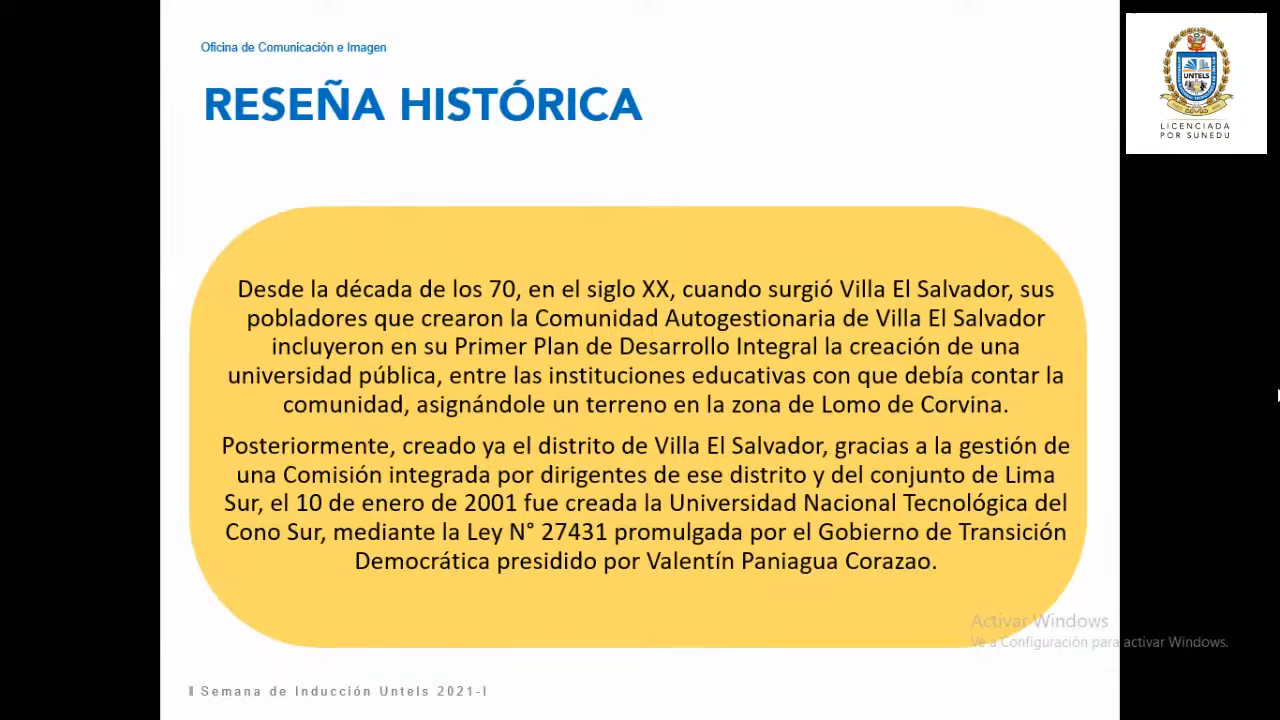 Oficina de Comunicación e Imagen
RESEÑA HISTÓRICA
UNTELS
LICENCIADA
POR SUNEDU
Desde la década de los 70, en el siglo XX, cuando surgió Villa El Salvador, sus
pobladores que crearon la Comunidad Autogestionaria de Villa El Salvador
incluyeron en su Primer Plan de Desarrollo Integral la creación de una
universidad pública, entre las instituciones educativas con que debía contar la
comunidad, asignándole un terreno en la zona de Lomo de Corvina.
Posteriormente, creado ya el distrito de Villa El Salvador, gracias a la gestión de
una Comisión integrada por dirigentes de ese distrito y del conjunto de Lima
Sur, el 10 de enero de 2001 fue creada la Universidad Nacional Tecnológica del
Cono Sur, mediante la Ley N° 27431 promulgada por el Gobierno de Transición
Democrática presidido por Valentín Paniagua Corazao.
Activar Windows
Ve a Configuración para activar Windows.
Semana de Inducción Untels 2021-I